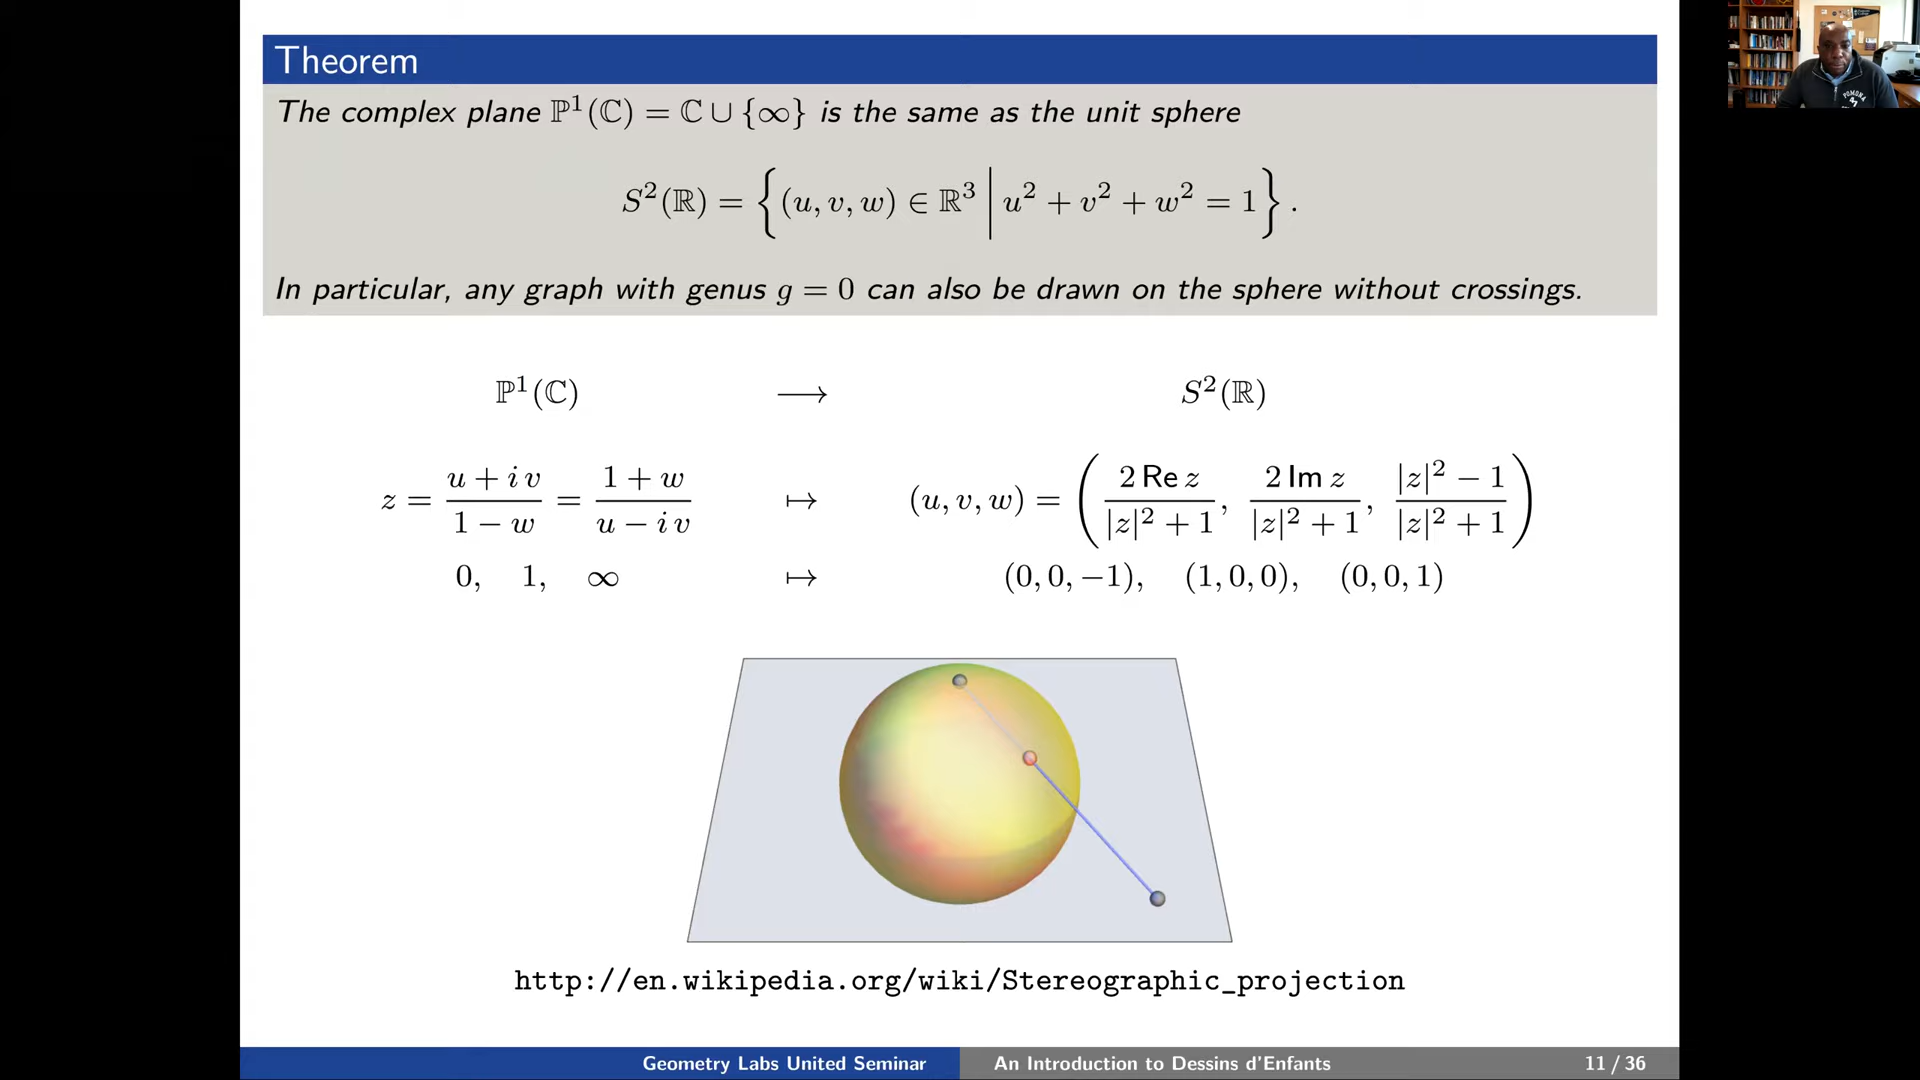 Theorem
The complex plane ℙ¹(ℂ) = ℂ ∪ {∞} is the same as the unit sphere
S²(ℝ) = {(u, v, w) ∈ ℝ³ | u² + v² + w² = 1}.
In particular, any graph with genus g = 0 can also be drawn on the sphere without crossings.
ℙ¹(ℂ) ⟶ S²(ℝ)
z = (u + i v)/(1 − w) = (1 + w)/(u − i v) ↦ (u, v, w) = (2 Re z/(|z|² + 1), 2 Im z/(|z|² + 1), (|z|² − 1)/(|z|² + 1))
0, 1, ∞ ↦ (0, 0, −1), (1, 0, 0), (0, 0, 1)
http://en.wikipedia.org/wiki/Stereographic_projection
Geometry Labs United Seminar An Introduction to Dessins d'Enfants 11 / 36
POMONA